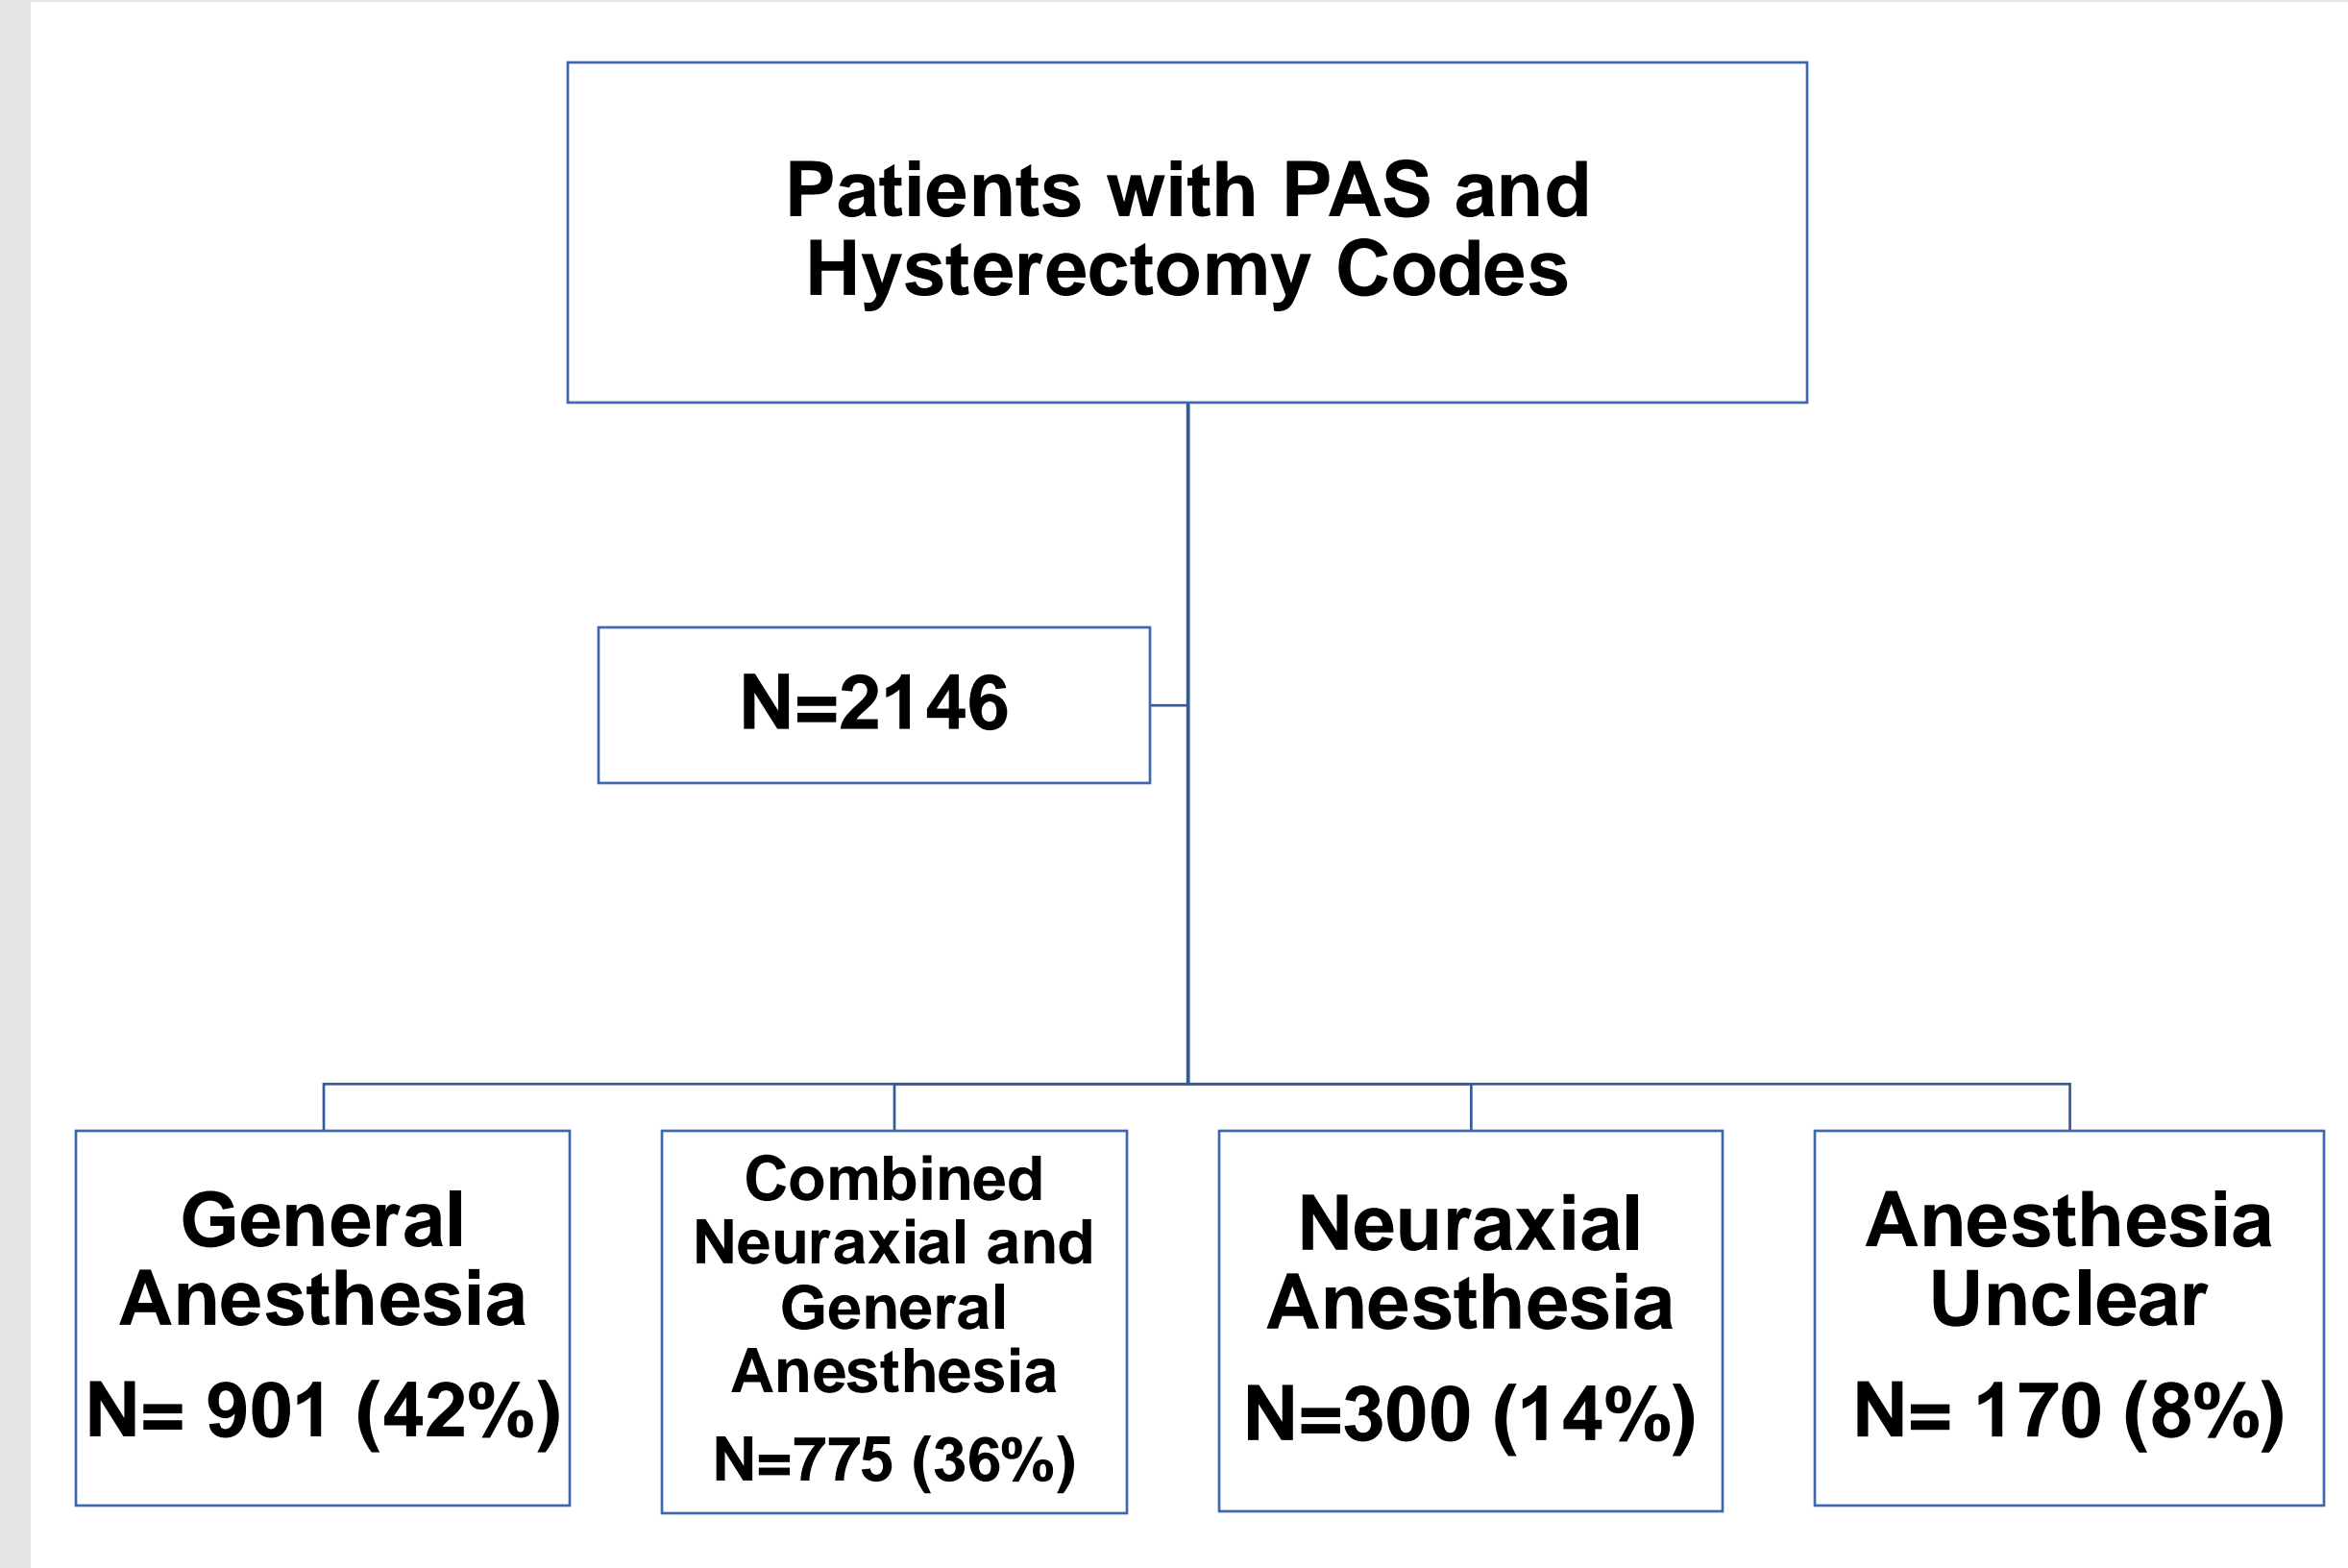 Patients with PAS and
Hysterectomy Codes
N=2146
General
Anesthesia
N= 901 (42%)
Combined
Neuraxial and
General
Anesthesia
N=775 (36%)
Neuraxial
Anesthesia
N=300 (14%)
Anesthesia
Unclear
N= 170 (8%)